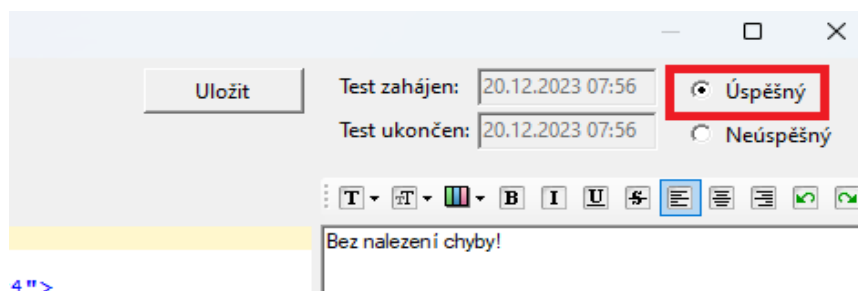 Uložit
Test zahájen: 20.12.2023 07:56
Úspěšný
Test ukončen: 20.12.2023 07:56
Neúspěšný
T T B I U S
Bez nalezení chyby!
4">